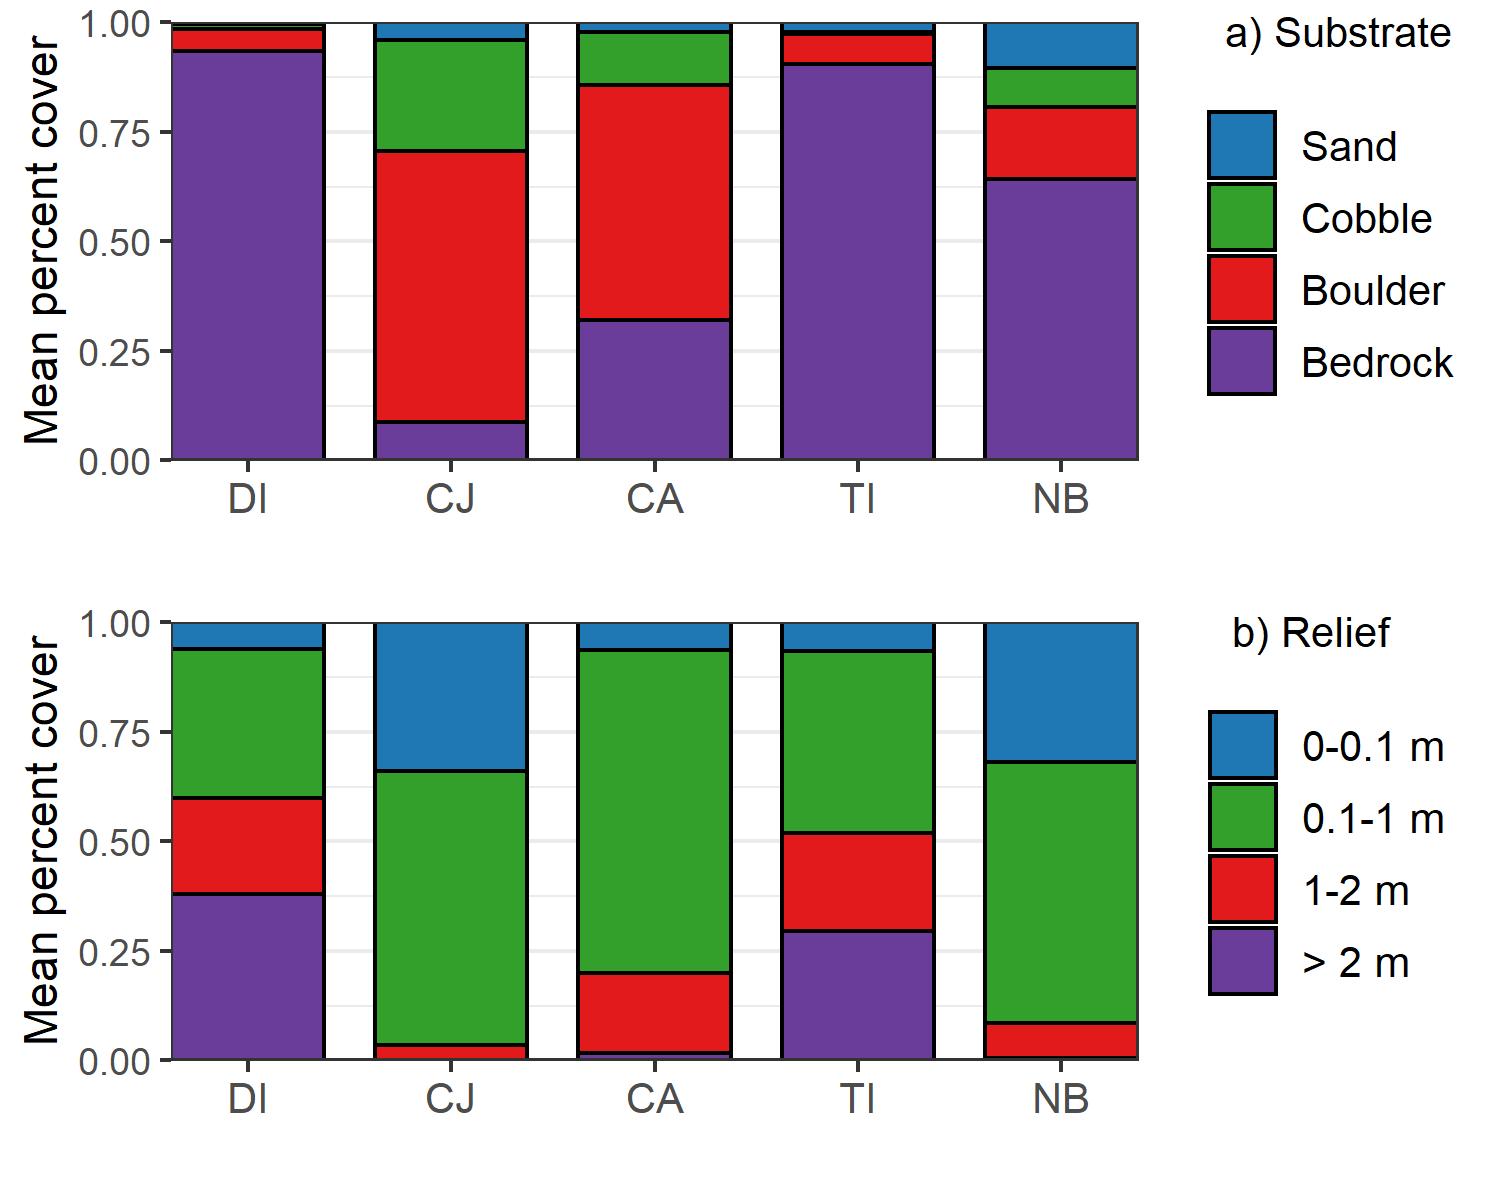 a) Substrate
Mean percent cover
1.00
0.75
0.50
0.25
0.00
DI CJ CA TI NB
Sand
Cobble
Boulder
Bedrock
b) Relief
Mean percent cover
1.00
0.75
0.50
0.25
0.00
DI CJ CA TI NB
0-0.1 m
0.1-1 m
1-2 m
> 2 m